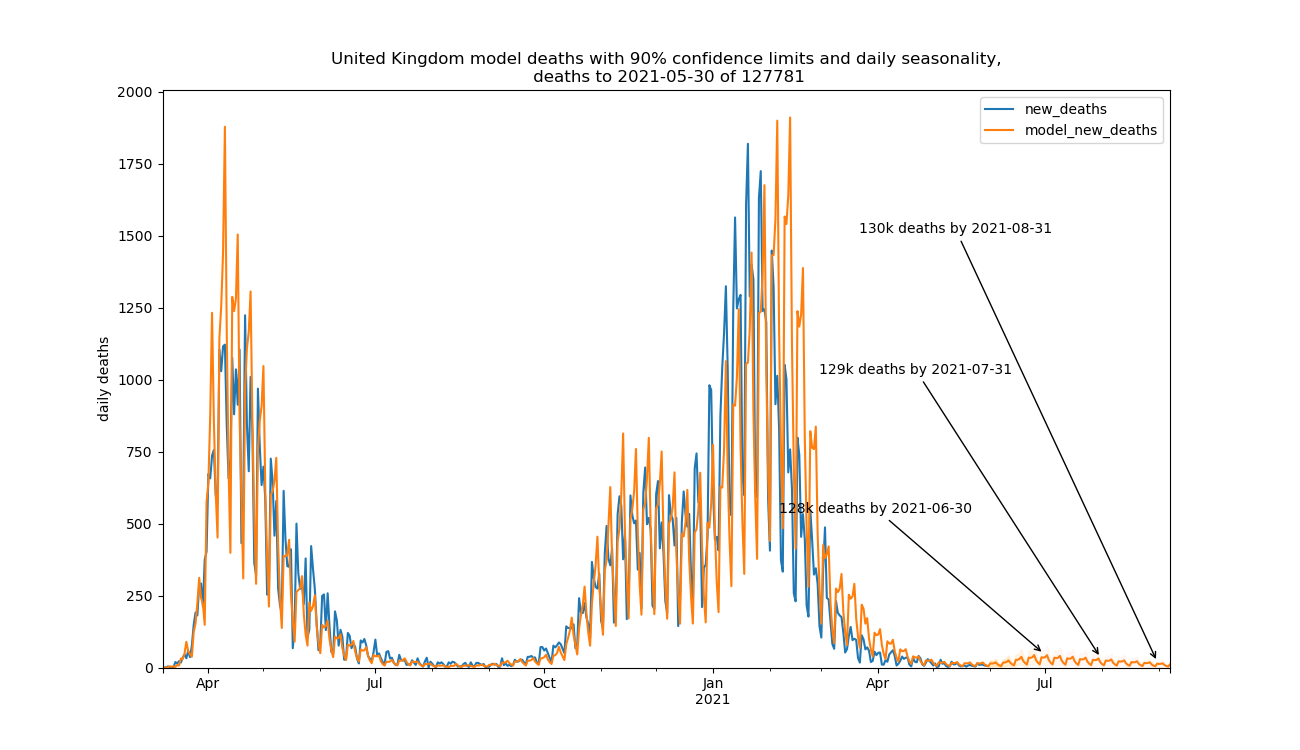 United Kingdom model deaths with 90% confidence limits and daily seasonality,
deaths to 2021-05-30 of 127781
new_deaths
model_new_deaths
daily deaths
2000
1750
1500
1250
1000
750
500
250
0
130k deaths by 2021-08-31
129k deaths by 2021-07-31
128k deaths by 2021-06-30
Apr Jul Oct Jan Apr Jul
2021